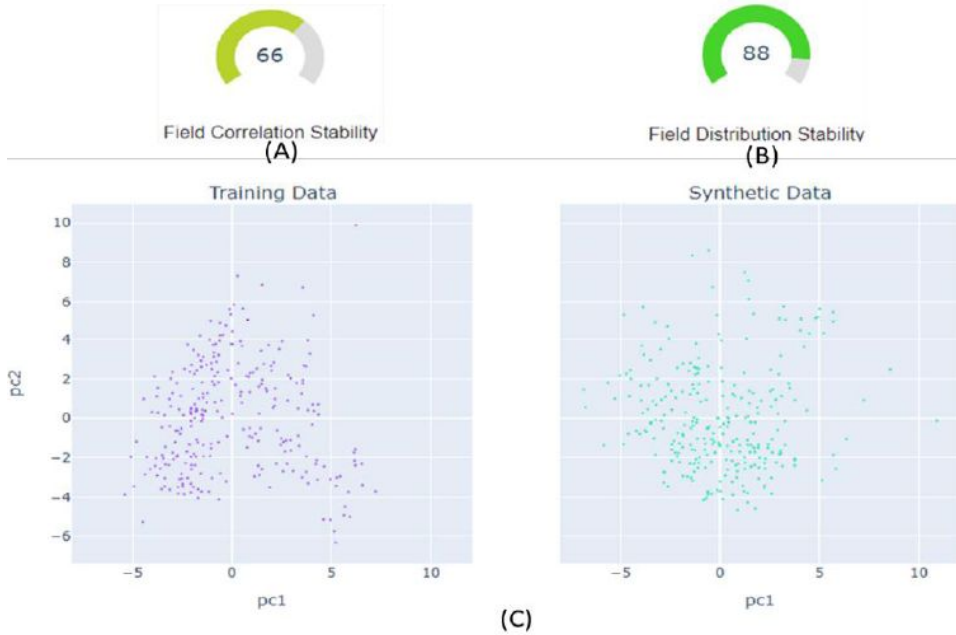 66
88
Field Correlation Stability
Field Distribution Stability
(A)
(B)
Training Data
Synthetic Data
10
8
6
4
2
0
−2
−4
−6
pc2
−5 0 5 10
−5 0 5 10
pc1
pc1
(C)